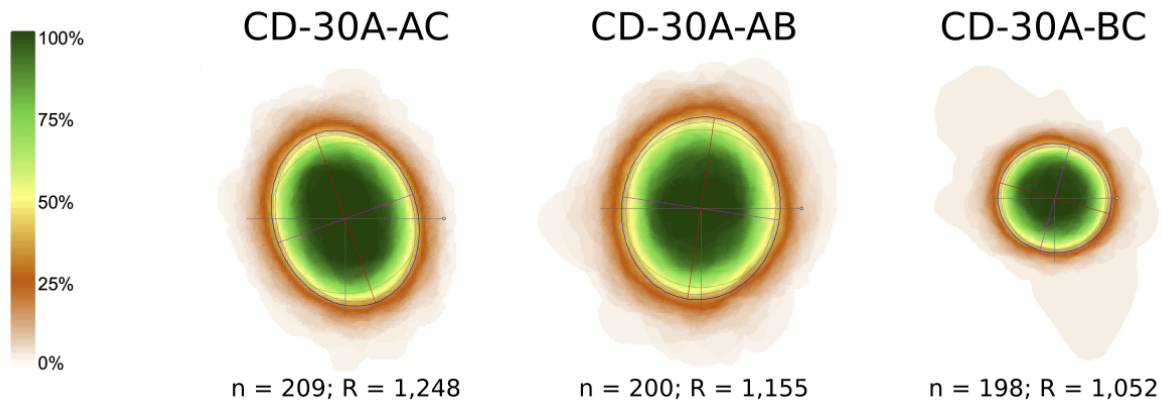 CD-30A-AC
CD-30A-AB
CD-30A-BC
100%
75%
50%
25%
0%
n = 209; R = 1,248
n = 200; R = 1,155
n = 198; R = 1,052